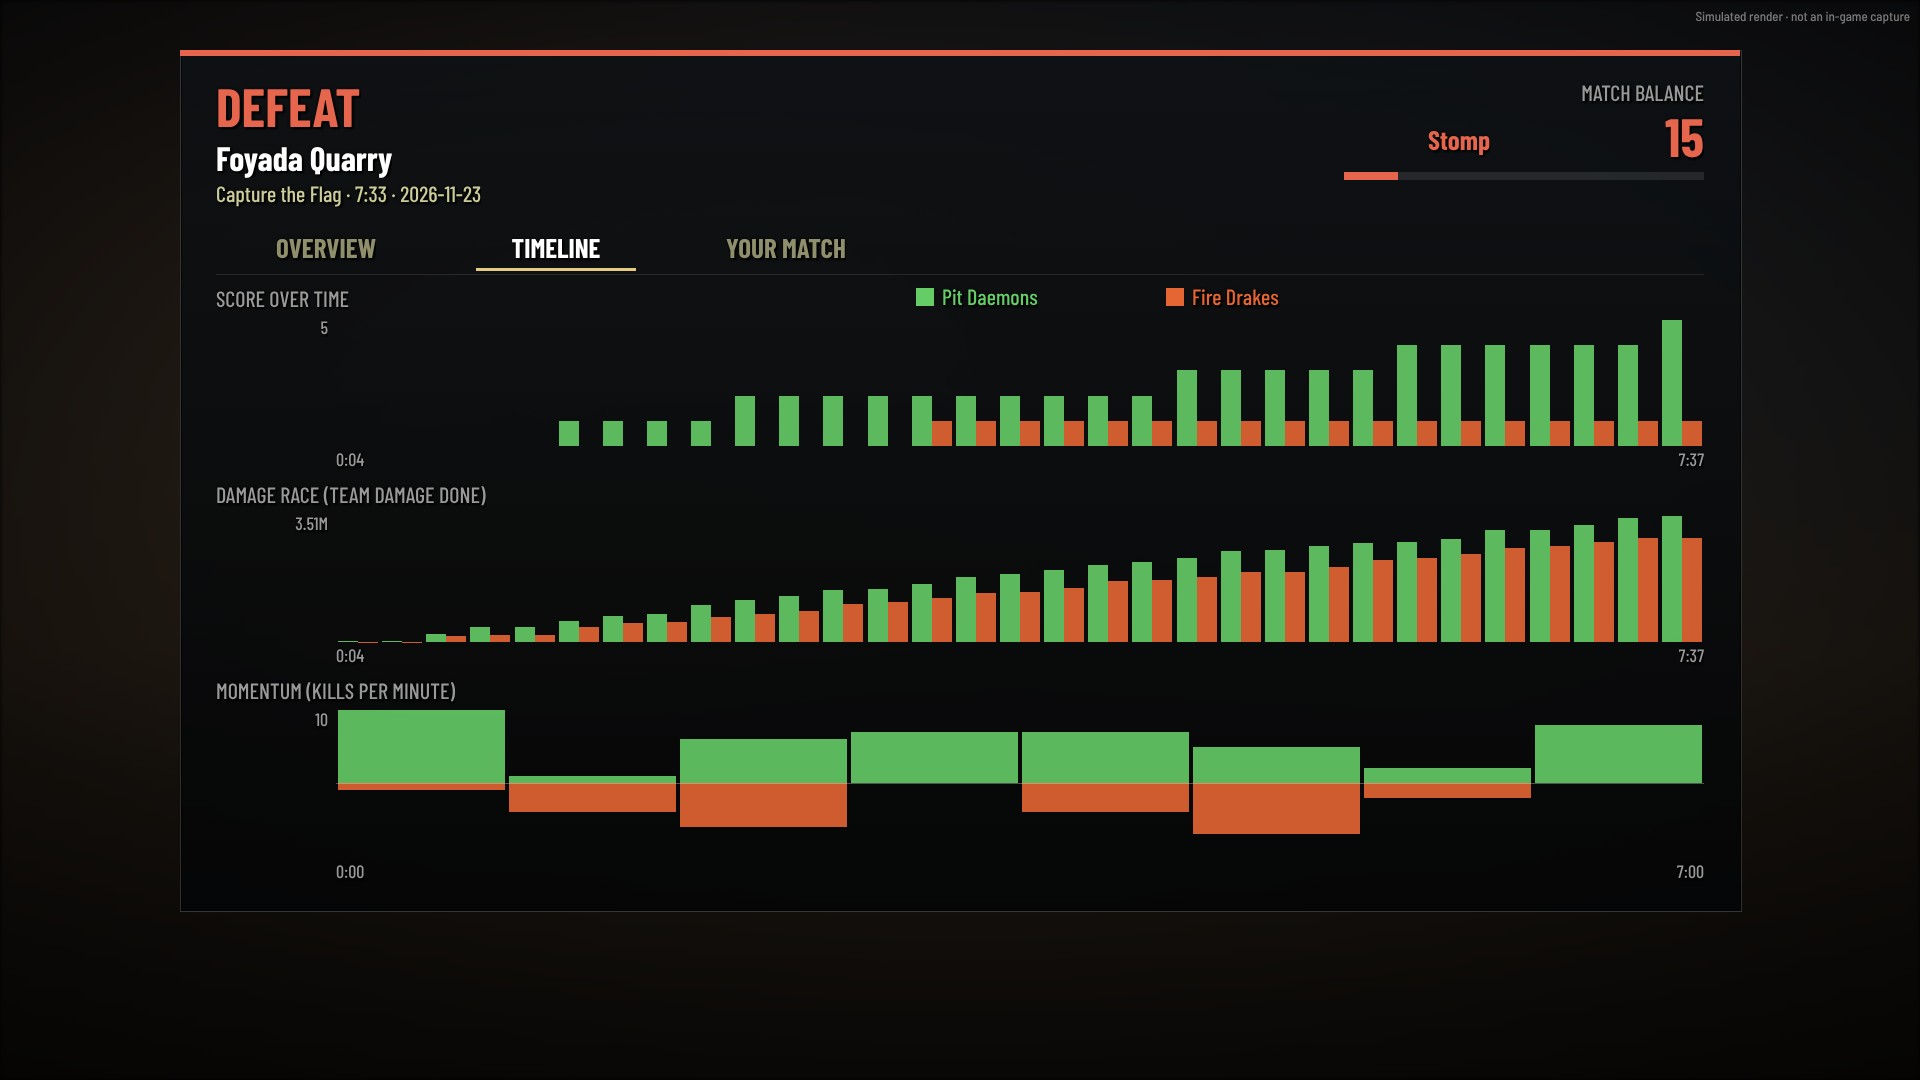 Simulated render · not an in-game capture
DEFEAT
Foyada Quarry
Capture the Flag · 7:33 · 2026-11-23
MATCH BALANCE
Stomp
15
OVERVIEW
TIMELINE
YOUR MATCH
SCORE OVER TIME
Pit Daemons
Fire Drakes
5
0:04
7:37
DAMAGE RACE (TEAM DAMAGE DONE)
3.51M
0:04
7:37
MOMENTUM (KILLS PER MINUTE)
10
0:00
7:00